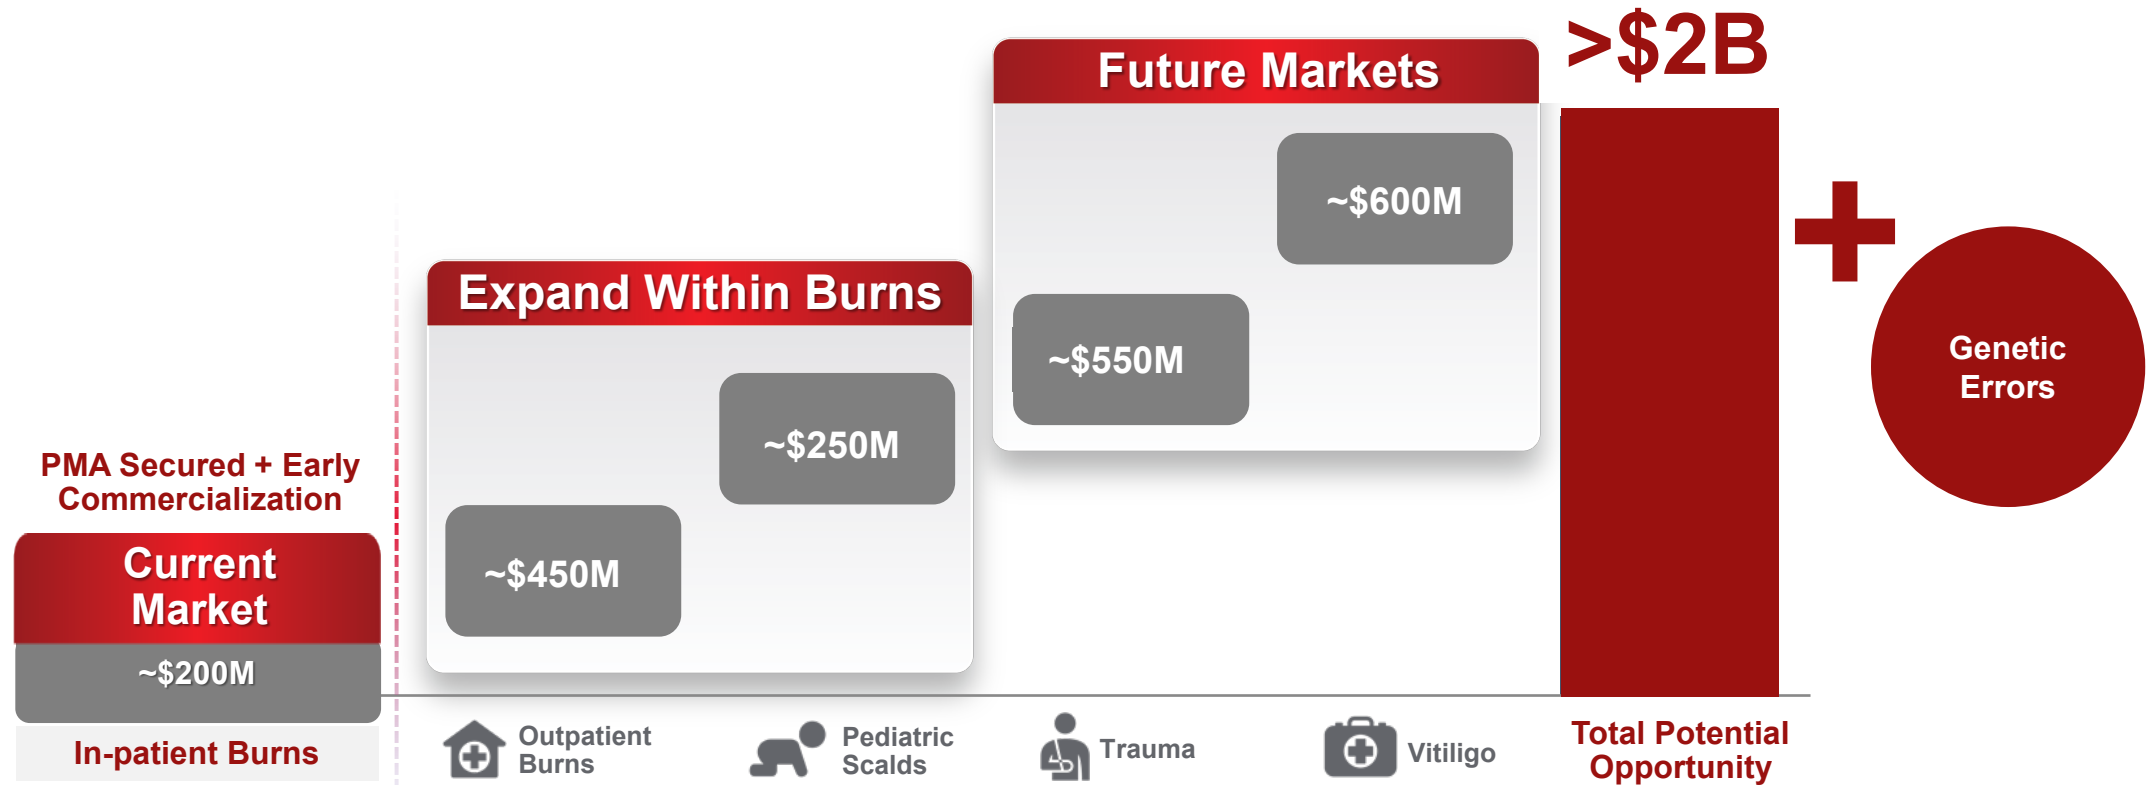 PMA Secured + Early
Commercialization
Current
Market
~$200M
In-patient Burns
Expand Within Burns
~$450M
~$250M
Outpatient
Burns
Pediatric
Scalds
Future Markets
~$550M
~$600M
Trauma
Vitiligo
>$2B
Total Potential
Opportunity
Genetic
Errors